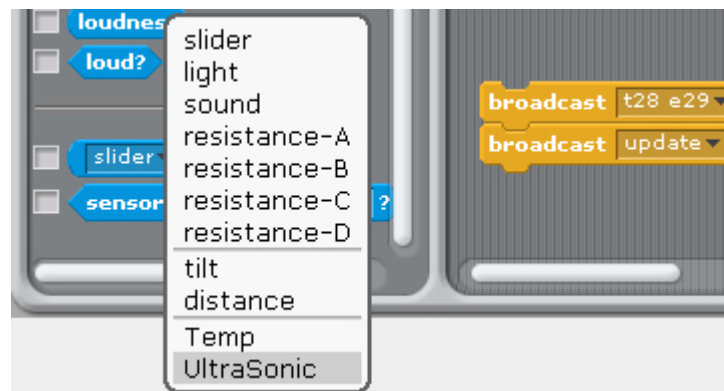 loudness
loud?
slider
sensor
?
slider
light
sound
resistance-A
resistance-B
resistance-C
resistance-D
tilt
distance
Temp
UltraSonic
broadcast t28 e29
broadcast update